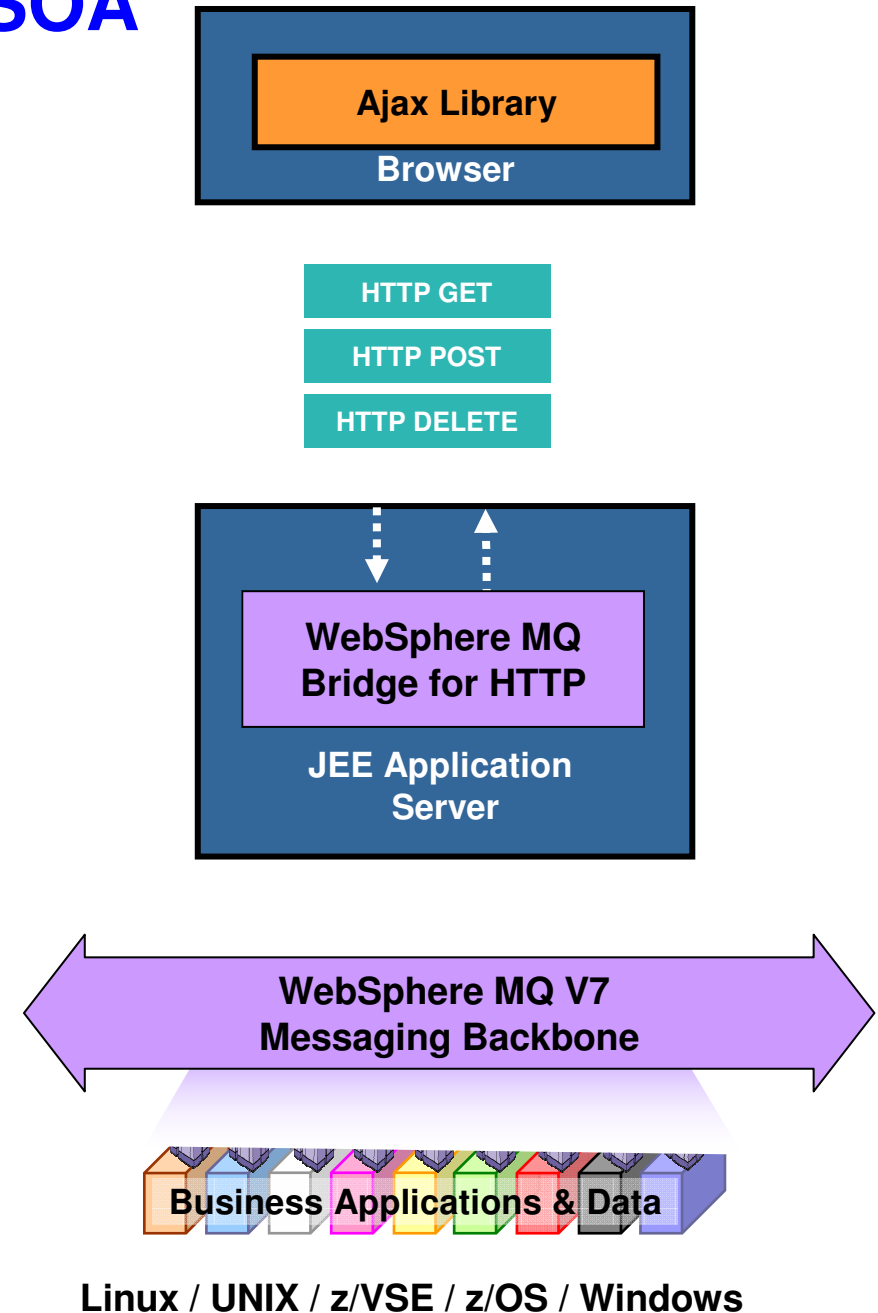 SOA
Ajax Library
Browser
HTTP GET
HTTP POST
HTTP DELETE
WebSphere MQ
Bridge for HTTP
JEE Application
Server
WebSphere MQ V7
Messaging Backbone
Business Applications & Data
Linux / UNIX / z/VSE / z/OS / Windows